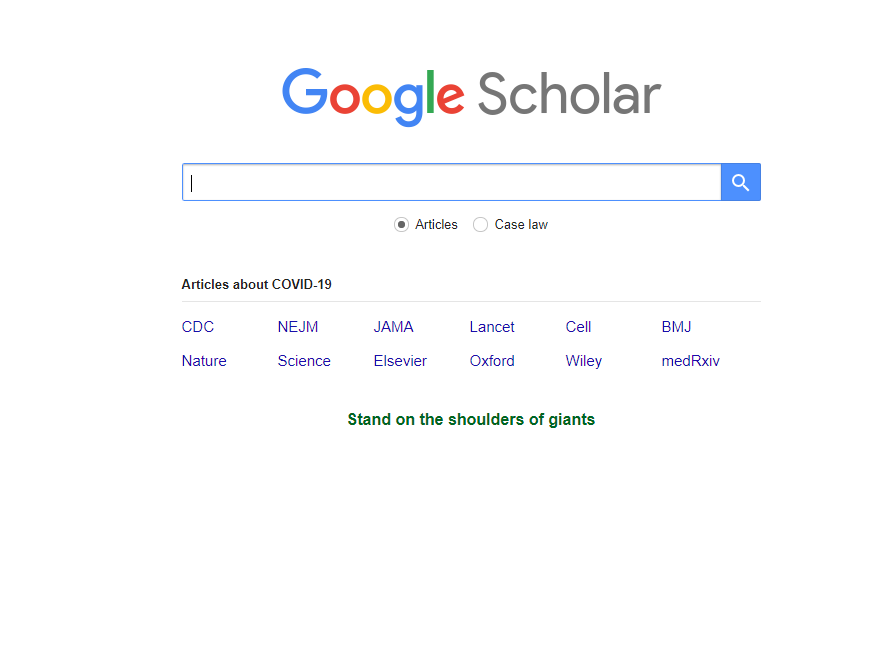 Google Scholar
Articles Case law
Articles about COVID-19
CDC NEJM JAMA Lancet Cell BMJ
Nature Science Elsevier Oxford Wiley medRxiv
Stand on the shoulders of giants